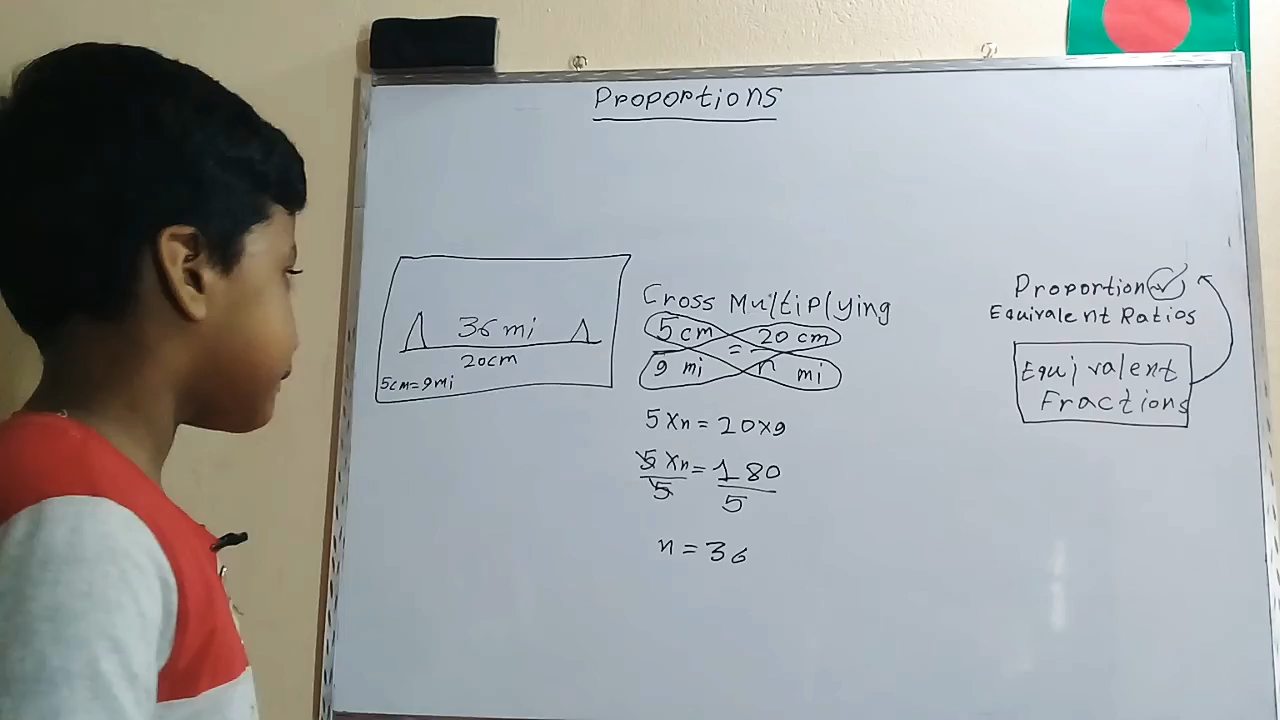 Proportions
36 mi
20cm
5cm=9mi
Cross Multiplying
5 cm = 20 cm
9 mi n mi
5 x n = 20 x 9
5 x n = 180
5 5
n = 36
Proportion
Equivalent Ratios
Equivalent
Fractions